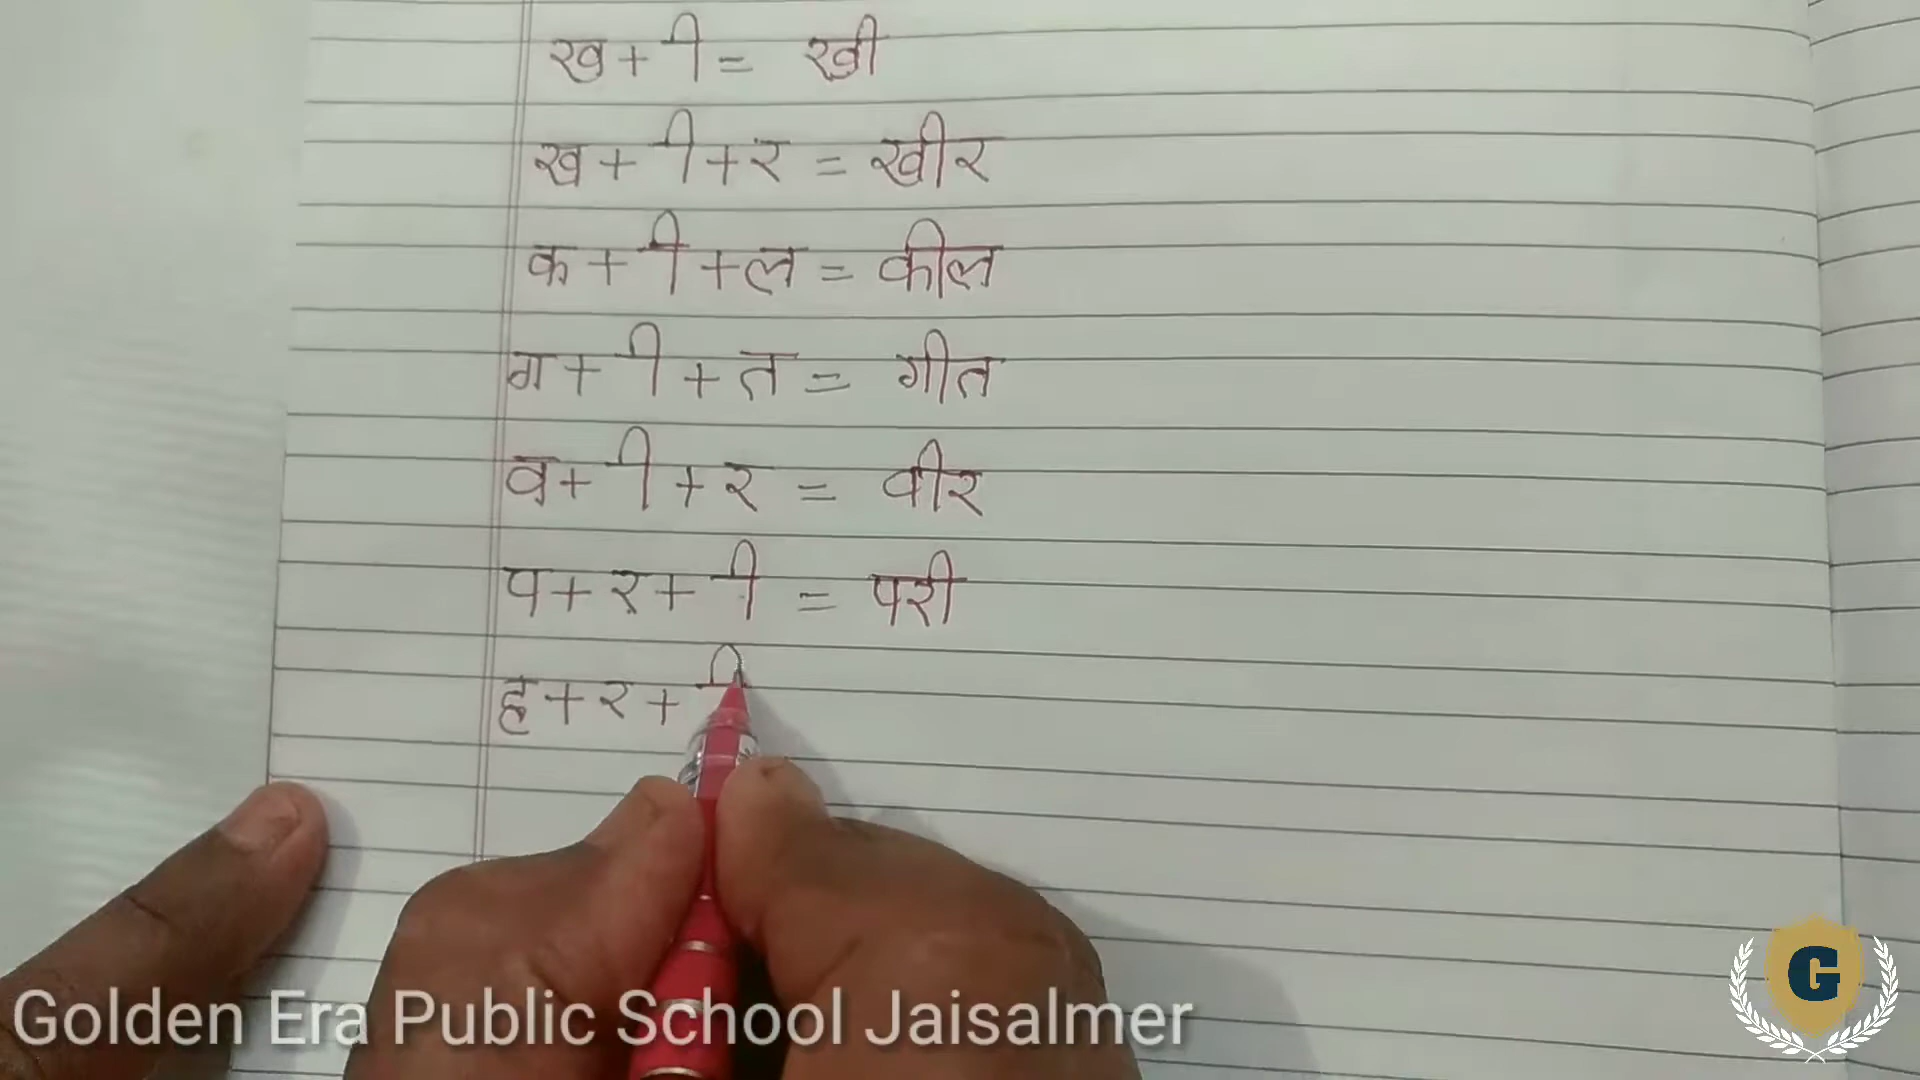 ख + ी = खी
ख + ी + र = खीर
क + ी + ल = कील
ग + ी + त = गीत
व + ी + र = वीर
प + र + ी = परी
ह + र + ी
Golden Era Public School Jaisalmer
G